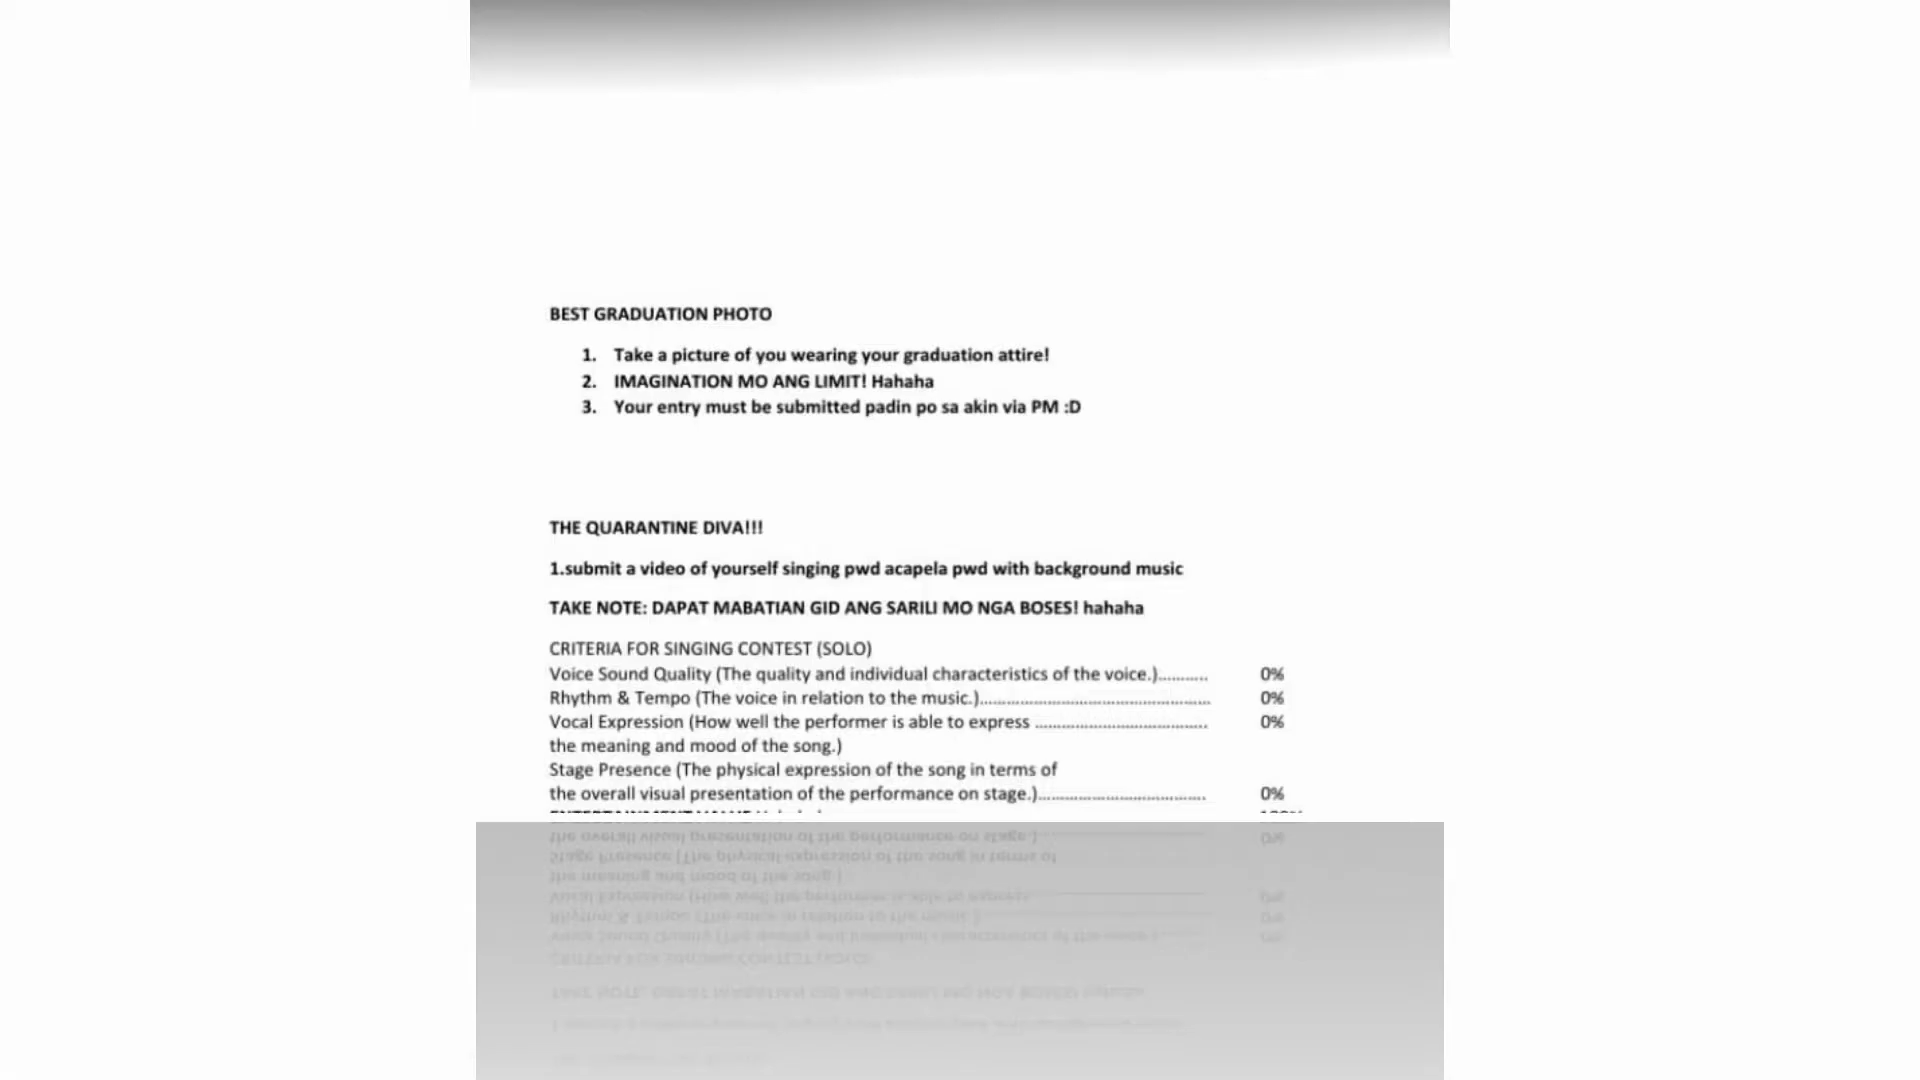 BEST GRADUATION PHOTO
1. Take a picture of you wearing your graduation attire!
2. IMAGINATION MO ANG LIMIT! Hahaha
3. Your entry must be submitted padin po sa akin via PM :D
THE QUARANTINE DIVA!!!
1.submit a video of yourself singing pwd acapela pwd with background music
TAKE NOTE: DAPAT MABATIAN GID ANG SARILI MO NGA BOSES! hahaha
CRITERIA FOR SINGING CONTEST (SOLO)
Voice Sound Quality (The quality and individual characteristics of the voice.)........... 0%
Rhythm & Tempo (The voice in relation to the music.).................................................. 0%
Vocal Expression (How well the performer is able to express ...................................... 0%
the meaning and mood of the song.)
Stage Presence (The physical expression of the song in terms of
the overall visual presentation of the performance on stage.)..................................... 0%